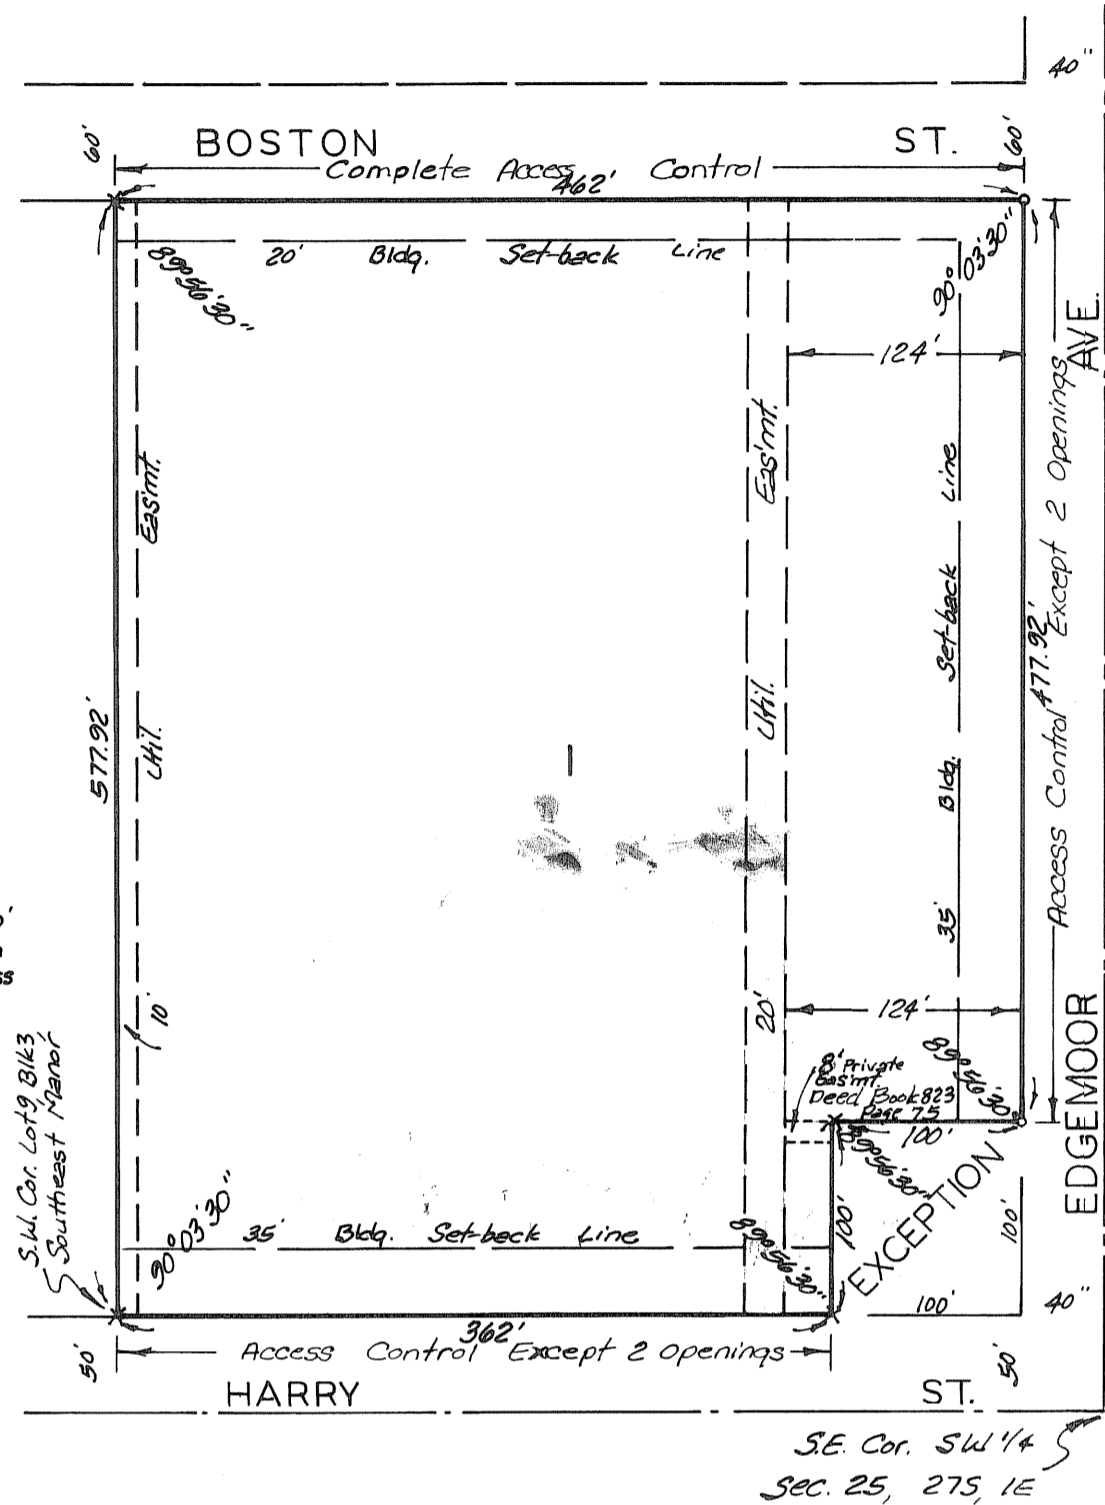 40"
60'
BOSTON ST.
60'
Complete Access Control
462'
20' Bldg. Set-back Line
89°56'30"
90°03'30"
124'
Easmt.
Eas'mt.
Util.
Util.
577.92'
10'
20'
35' Bldg. Set-back Line
Access Control Except 2 Openings
477.92'
EDGEMOOR AVE.
124'
8' Private
Eas'mt.
Deed Book 823
Page 75
89°56'30"
100'
89°56'30"
EXCEPTION
100'
100'
100'
40"
S.W. Cor. Lot 9, Blk 3
Southeast Manor
90°03'30"
35' Bldg. Set-back Line
89°56'30"
362'
50'
Access Control Except 2 Openings
50'
HARRY ST.
S.E. Cor. SW 1/4
Sec. 25, 27S, 1E